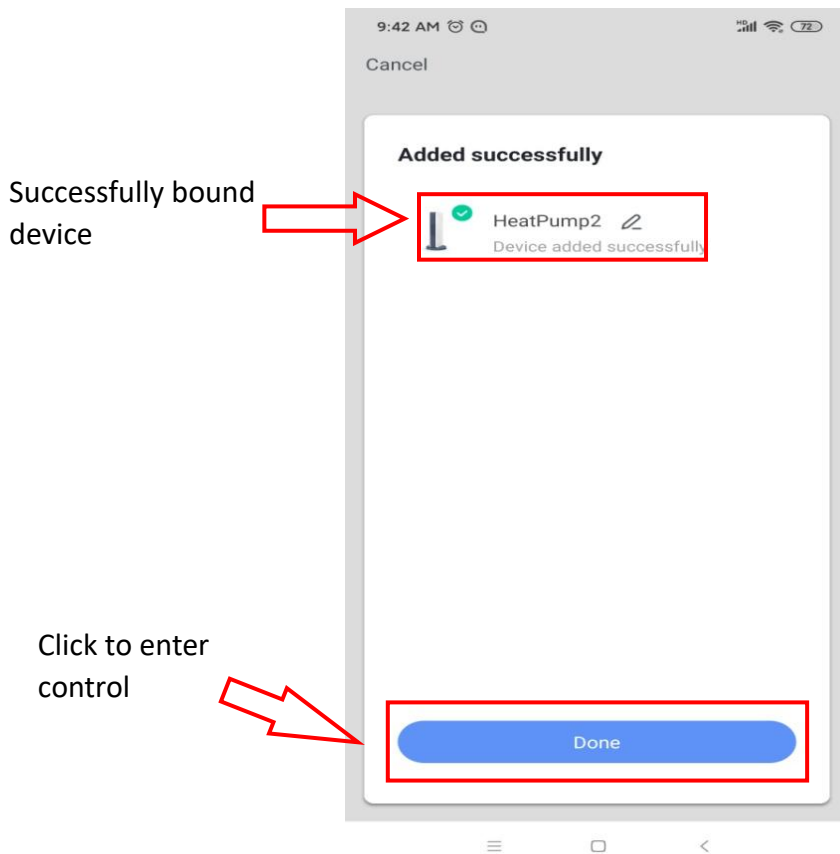 9:42 AM
HD 72
Cancel
Added successfully
Successfully bound
device
HeatPump2
Device added successfully
Click to enter
control
Done